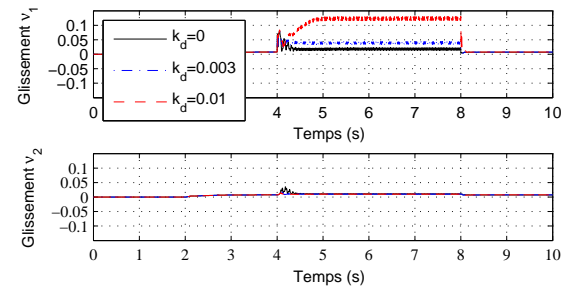 Glissement ν1
0.1
0.05
0
−0.05
−0.1
k_d=0
k_d=0.003
k_d=0.01
0 4 5 6 7 8 9 10
Temps (s)
Glissement ν2
0.1
0.05
0
−0.05
−0.1
0 1 2 3 4 5 6 7 8 9 10
Temps (s)